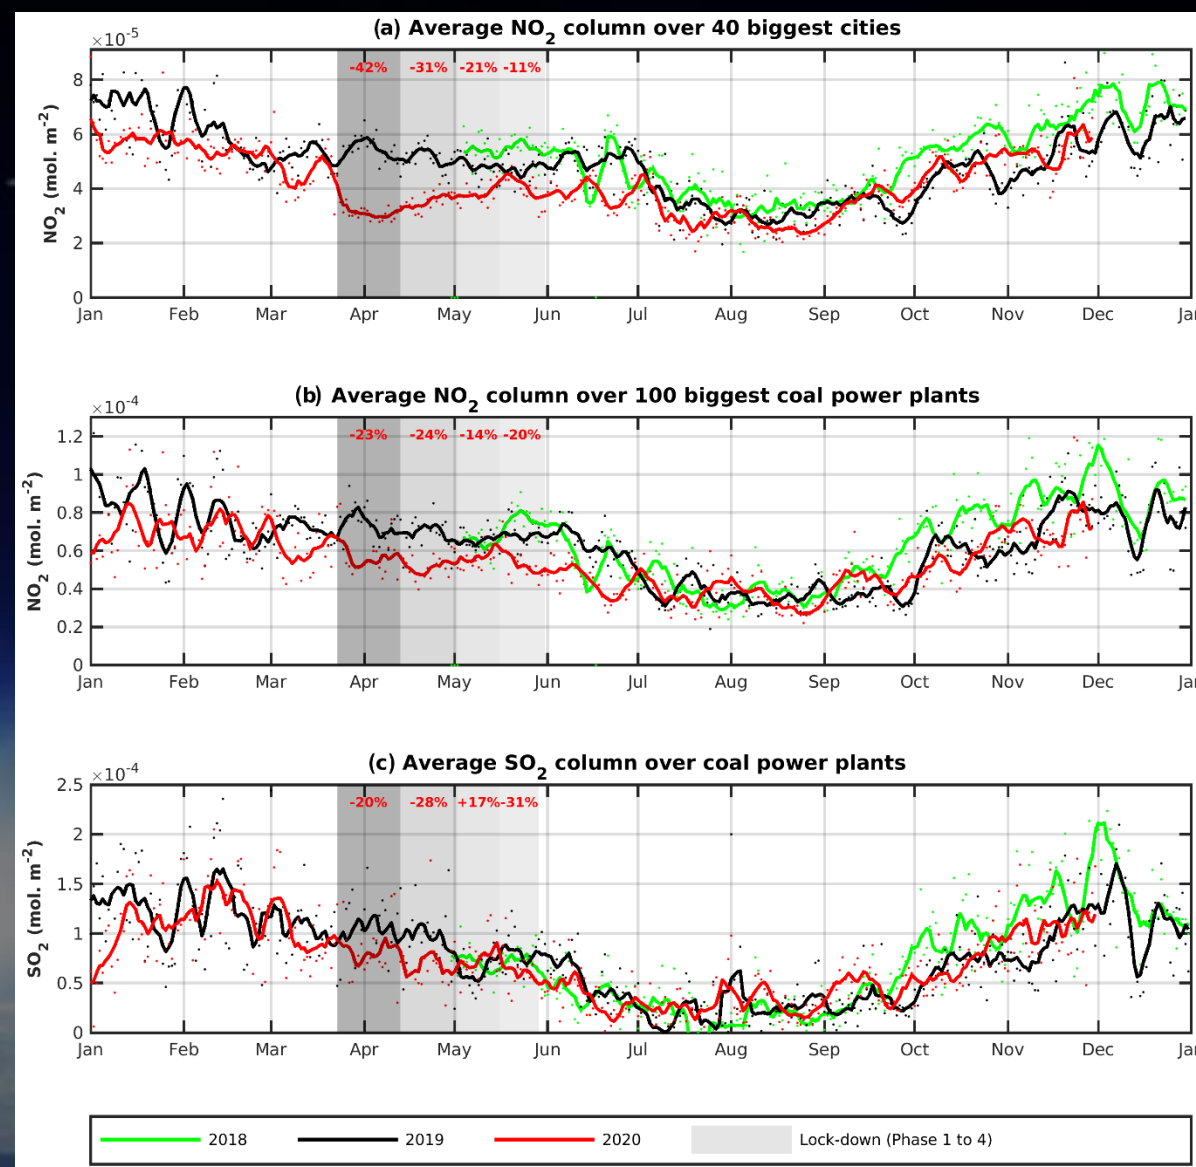 (a) Average NO2 column over 40 biggest cities
×10-5
-42% -31% -21% -11%
8
6
4
2
0
NO2 (mol. m-2)
Jan Feb Mar Apr May Jun Jul Aug Sep Oct Nov Dec Jan
(b) Average NO2 column over 100 biggest coal power plants
×10-4
-23% -24% -14% -20%
1.2
1
0.8
0.6
0.4
0.2
0
NO2 (mol. m-2)
Jan Feb Mar Apr May Jun Jul Aug Sep Oct Nov Dec Jan
(c) Average SO2 column over coal power plants
×10-4
2.5
-20% -28% +17% -31%
2
1.5
1
0.5
0
SO2 (mol. m-2)
Jan Feb Mar Apr May Jun Jul Aug Sep Oct Nov Dec Jan
2018 2019 2020 Lock-down (Phase 1 to 4)